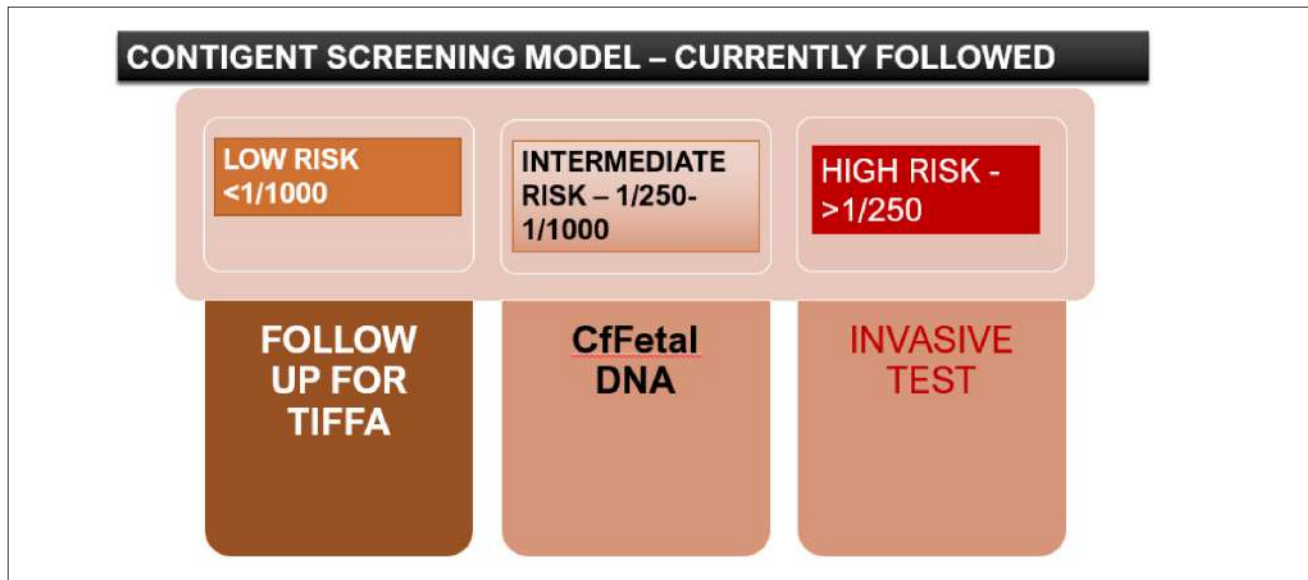 CONTIGENT SCREENING MODEL – CURRENTLY FOLLOWED
LOW RISK
<1/1000
INTERMEDIATE
RISK – 1/250-
1/1000
HIGH RISK -
>1/250
FOLLOW
UP FOR
TIFFA
CfFetal
DNA
INVASIVE
TEST